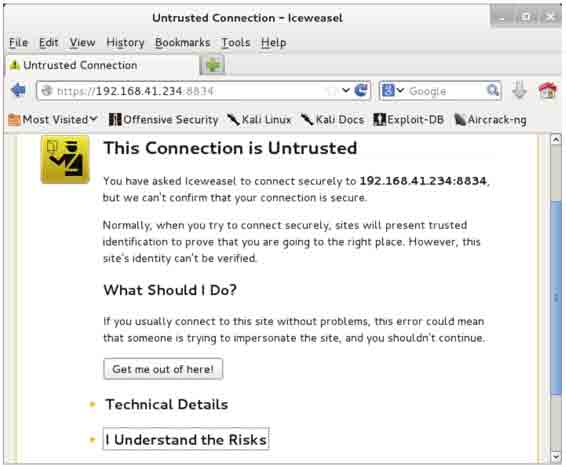 Untrusted Connection - Iceweasel
File Edit View History Bookmarks Tools Help
Untrusted Connection
https://192.168.41.234:8834
Google
Most Visited Offensive Security Kali Linux Kali Docs Exploit-DB Aircrack-ng
This Connection is Untrusted
You have asked Iceweasel to connect securely to 192.168.41.234:8834,
but we can't confirm that your connection is secure.
Normally, when you try to connect securely, sites will present trusted
identification to prove that you are going to the right place. However, this
site's identity can't be verified.
What Should I Do?
If you usually connect to this site without problems, this error could mean
that someone is trying to impersonate the site, and you shouldn't continue.
Get me out of here!
Technical Details
I Understand the Risks